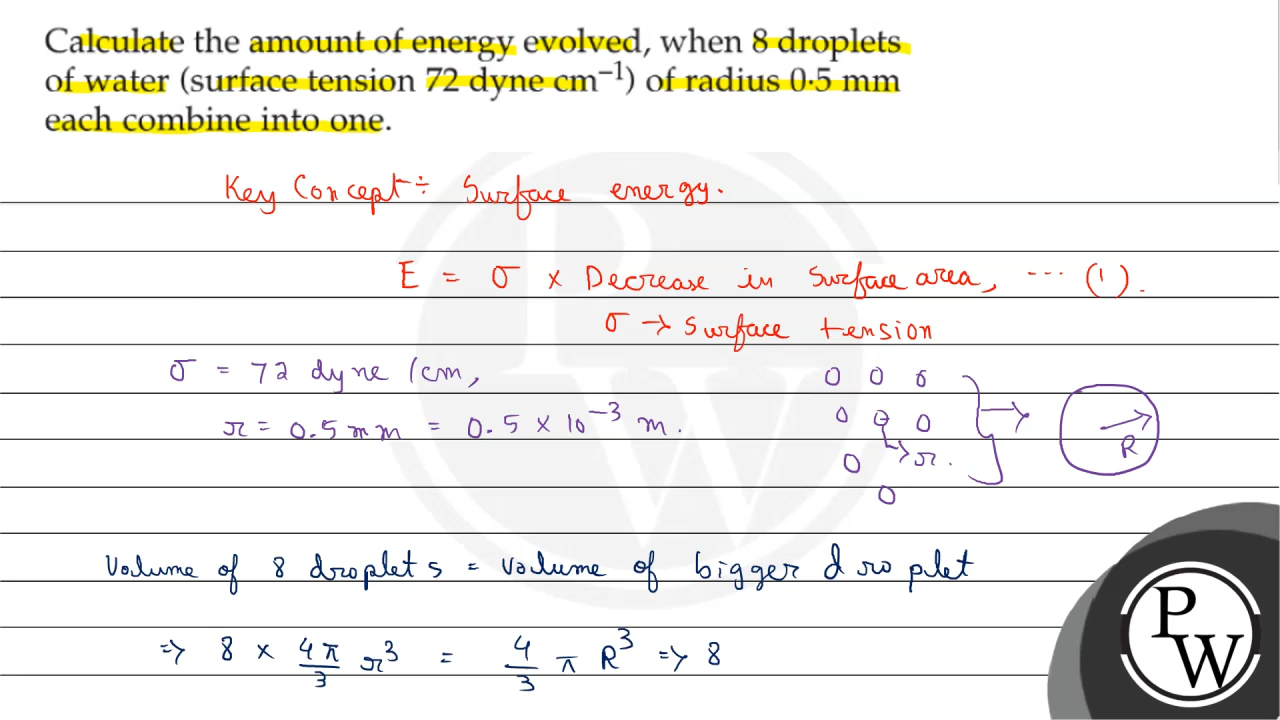 Calculate the amount of energy evolved, when 8 droplets
of water (surface tension 72 dyne cm⁻¹) of radius 0·5 mm
each combine into one.
Key Concept ÷ Surface energy.
E = σ × Decrease in surface area, --- (1).
σ → surface tension
σ = 72 dyne /cm,
r = 0.5 mm = 0.5 × 10⁻³ m.
→ r.
R
Volume of 8 droplets = volume of bigger droplet
⇒ 8 × 4π/3 r³ = 4/3 π R³ ⇒ 8
PW